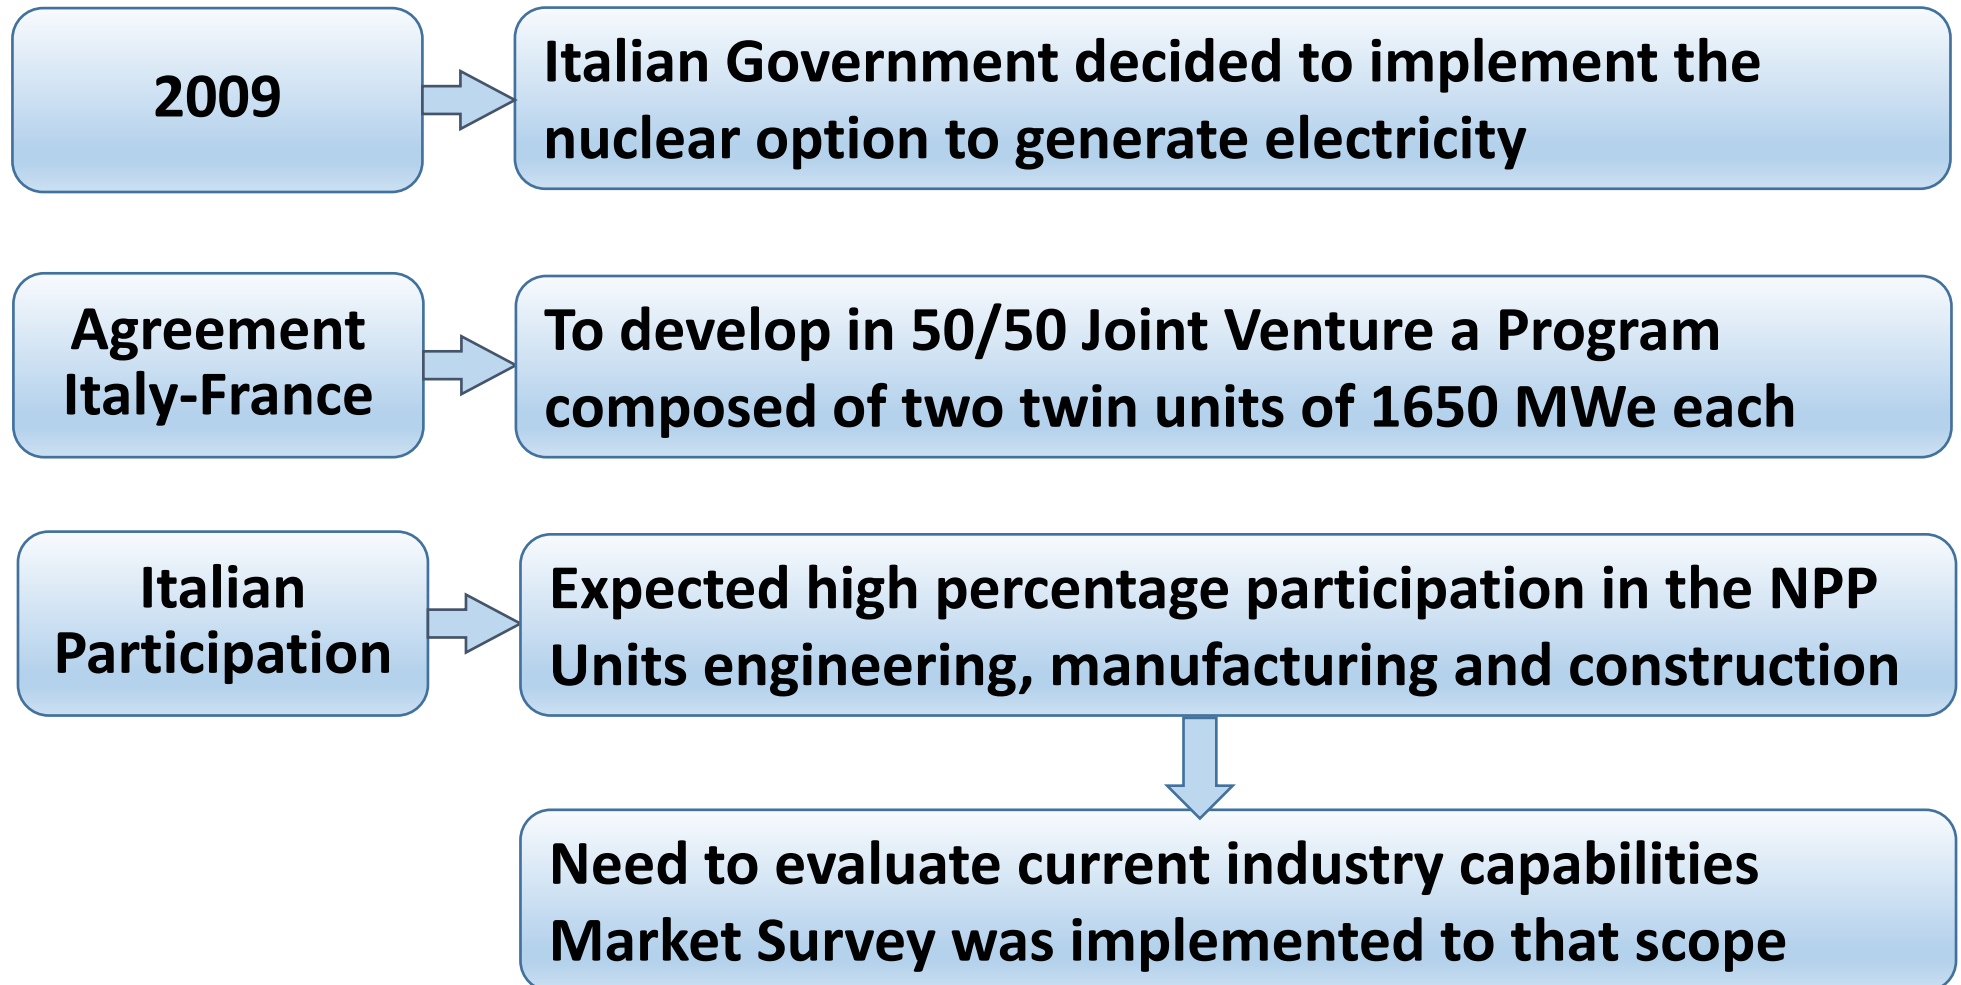 2009
Italian Government decided to implement the
nuclear option to generate electricity
Agreement
Italy-France
To develop in 50/50 Joint Venture a Program
composed of two twin units of 1650 MWe each
Italian
Participation
Expected high percentage participation in the NPP
Units engineering, manufacturing and construction
Need to evaluate current industry capabilities
Market Survey was implemented to that scope